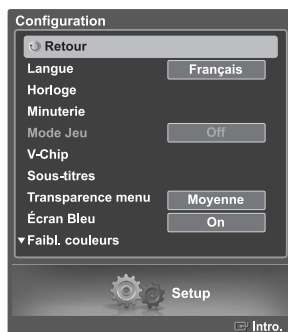 Configuration
Retour
Langue Français
Horloge
Minuterie
Mode Jeu Off
V-Chip
Sous-titres
Transparence menu Moyenne
Écran Bleu On
▼Faibl. couleurs
Setup
Intro.